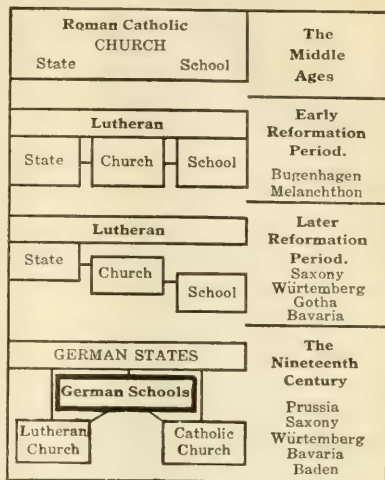 Roman Catholic
CHURCH
State School
The
Middle
Ages
Lutheran
State Church School
Early
Reformation
Period.
Bugenhagen
Melanchthon
Lutheran
State
Church
School
Later
Reformation
Period.
Saxony
Würtemberg
Gotha
Bavaria
GERMAN STATES
German Schools
Lutheran
Church
Catholic
Church
The
Nineteenth
Century
Prussia
Saxony
Würtemberg
Bavaria
Baden